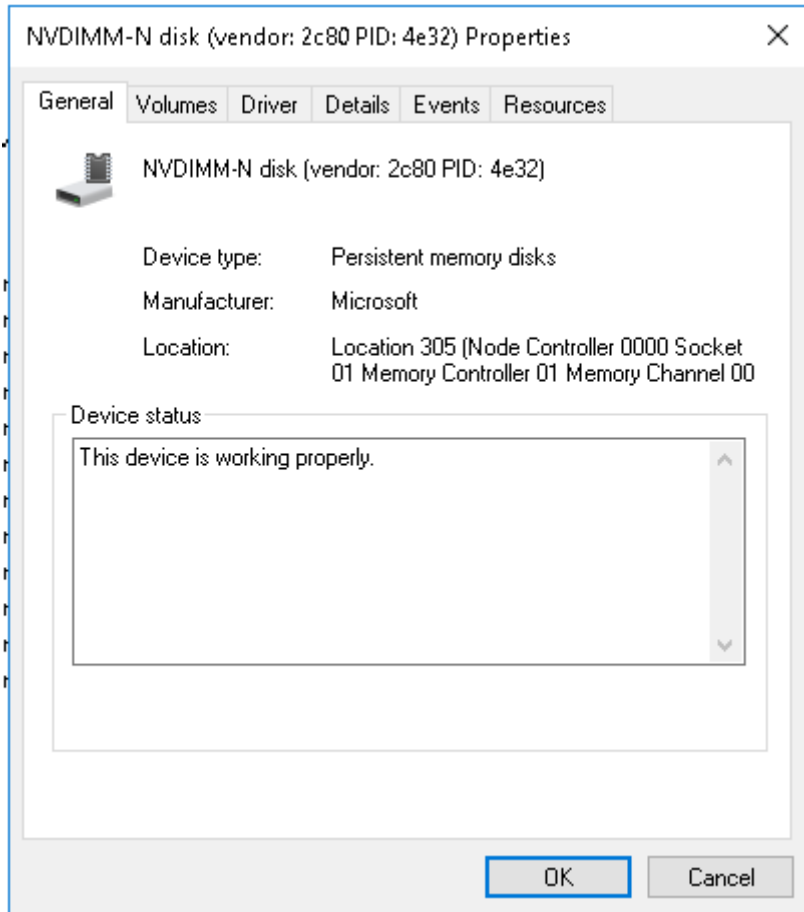 NVDIMM-N disk (vendor: 2c80 PID: 4e32) Properties
General Volumes Driver Details Events Resources
NVDIMM-N disk (vendor: 2c80 PID: 4e32)
Device type: Persistent memory disks
Manufacturer: Microsoft
Location: Location 305 (Node Controller 0000 Socket
01 Memory Controller 01 Memory Channel 00
Device status
This device is working properly.
OK Cancel